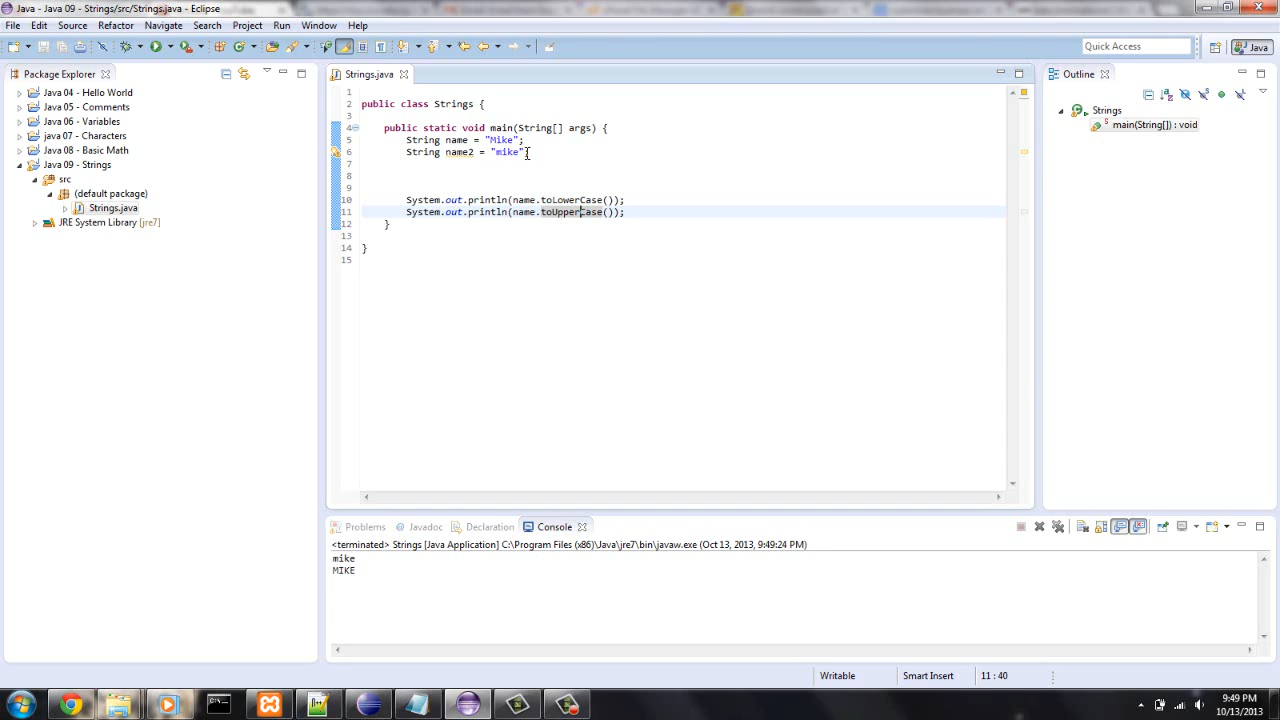 Java - Java 09 - Strings/src/Strings.java - Eclipse
File Edit Source Refactor Navigate Search Project Run Window Help
Quick Access
Java
Package Explorer
Java 04 - Hello World
Java 05 - Comments
Java 06 - Variables
java 07 - Characters
Java 08 - Basic Math
Java 09 - Strings
src
(default package)
Strings.java
JRE System Library [jre7]
Strings.java
1
2 public class Strings {
3
4 public static void main(String[] args) {
5 String name = "Mike";
6 String name2 = "mike"
7
8
9
10 System.out.println(name.toLowerCase());
11 System.out.println(name.toUpperCase());
12 }
13
14 }
15
Outline
Strings
main(String[]) : void
Problems Javadoc Declaration Console
<terminated> Strings [Java Application] C:\Program Files (x86)\Java\jre7\bin\javaw.exe (Oct 13, 2013, 9:49:24 PM)
mike
MIKE
Writable Smart Insert 11 : 40
9:49 PM
10/13/2013